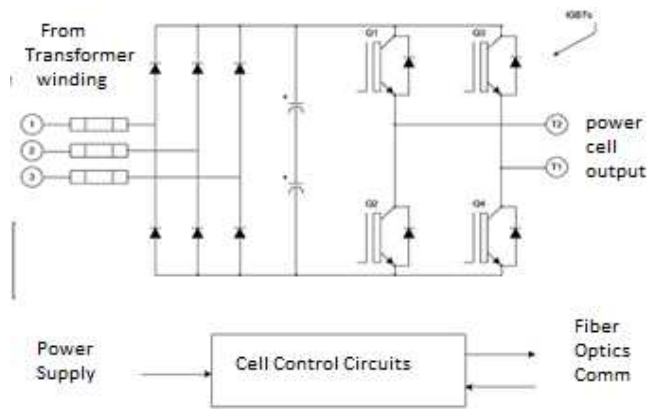 From
Transformer
winding
1
2
3
Q1
Q3
IGBTs
T2
power
cell
output
T1
Q2
Q4
Power
Supply
Cell Control Circuits
Fiber
Optics
Comm